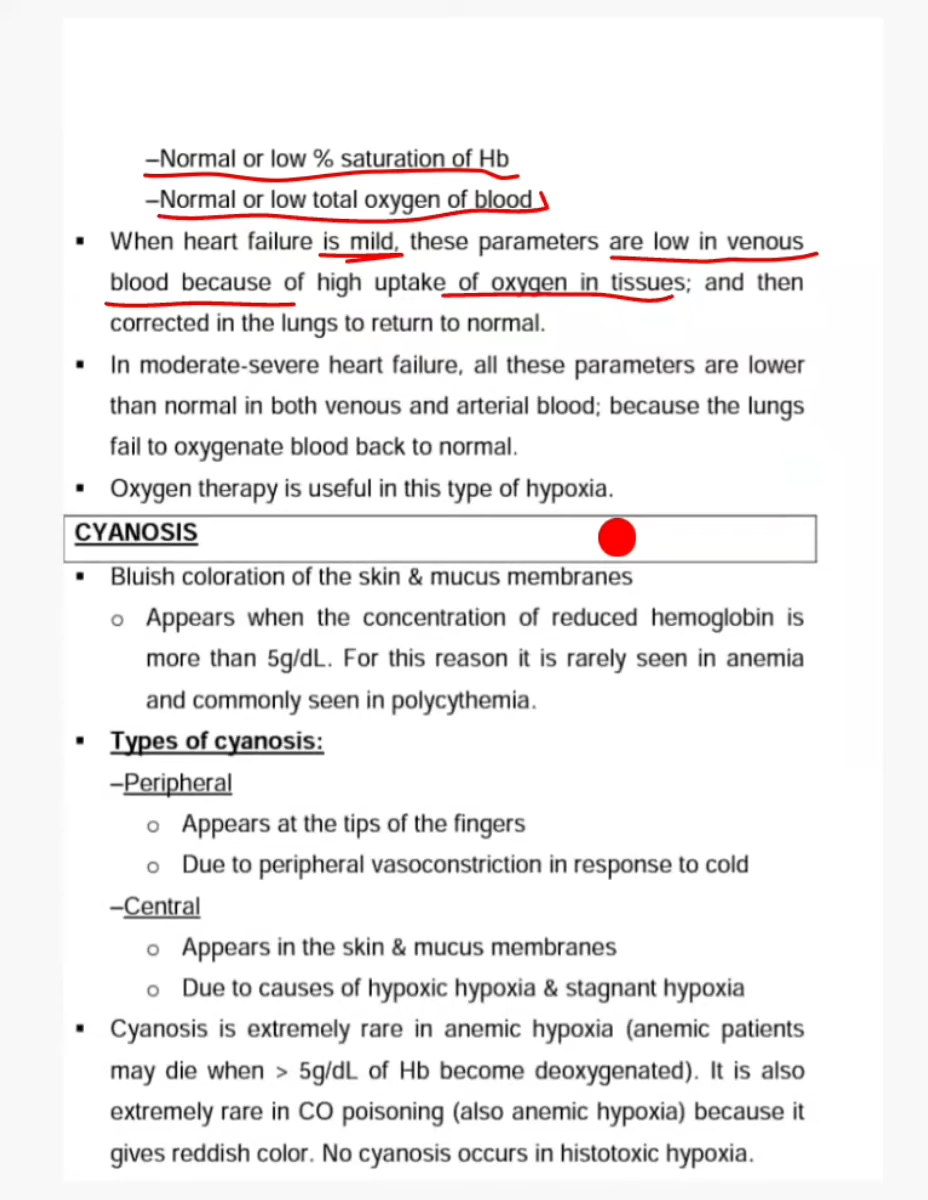 –Normal or low % saturation of Hb
–Normal or low total oxygen of blood
▪ When heart failure is mild, these parameters are low in venous
blood because of high uptake of oxygen in tissues; and then
corrected in the lungs to return to normal.
▪ In moderate-severe heart failure, all these parameters are lower
than normal in both venous and arterial blood; because the lungs
fail to oxygenate blood back to normal.
▪ Oxygen therapy is useful in this type of hypoxia.
CYANOSIS
▪ Bluish coloration of the skin & mucus membranes
o Appears when the concentration of reduced hemoglobin is
more than 5g/dL. For this reason it is rarely seen in anemia
and commonly seen in polycythemia.
▪ Types of cyanosis:
–Peripheral
o Appears at the tips of the fingers
o Due to peripheral vasoconstriction in response to cold
–Central
o Appears in the skin & mucus membranes
o Due to causes of hypoxic hypoxia & stagnant hypoxia
▪ Cyanosis is extremely rare in anemic hypoxia (anemic patients
may die when > 5g/dL of Hb become deoxygenated). It is also
extremely rare in CO poisoning (also anemic hypoxia) because it
gives reddish color. No cyanosis occurs in histotoxic hypoxia.